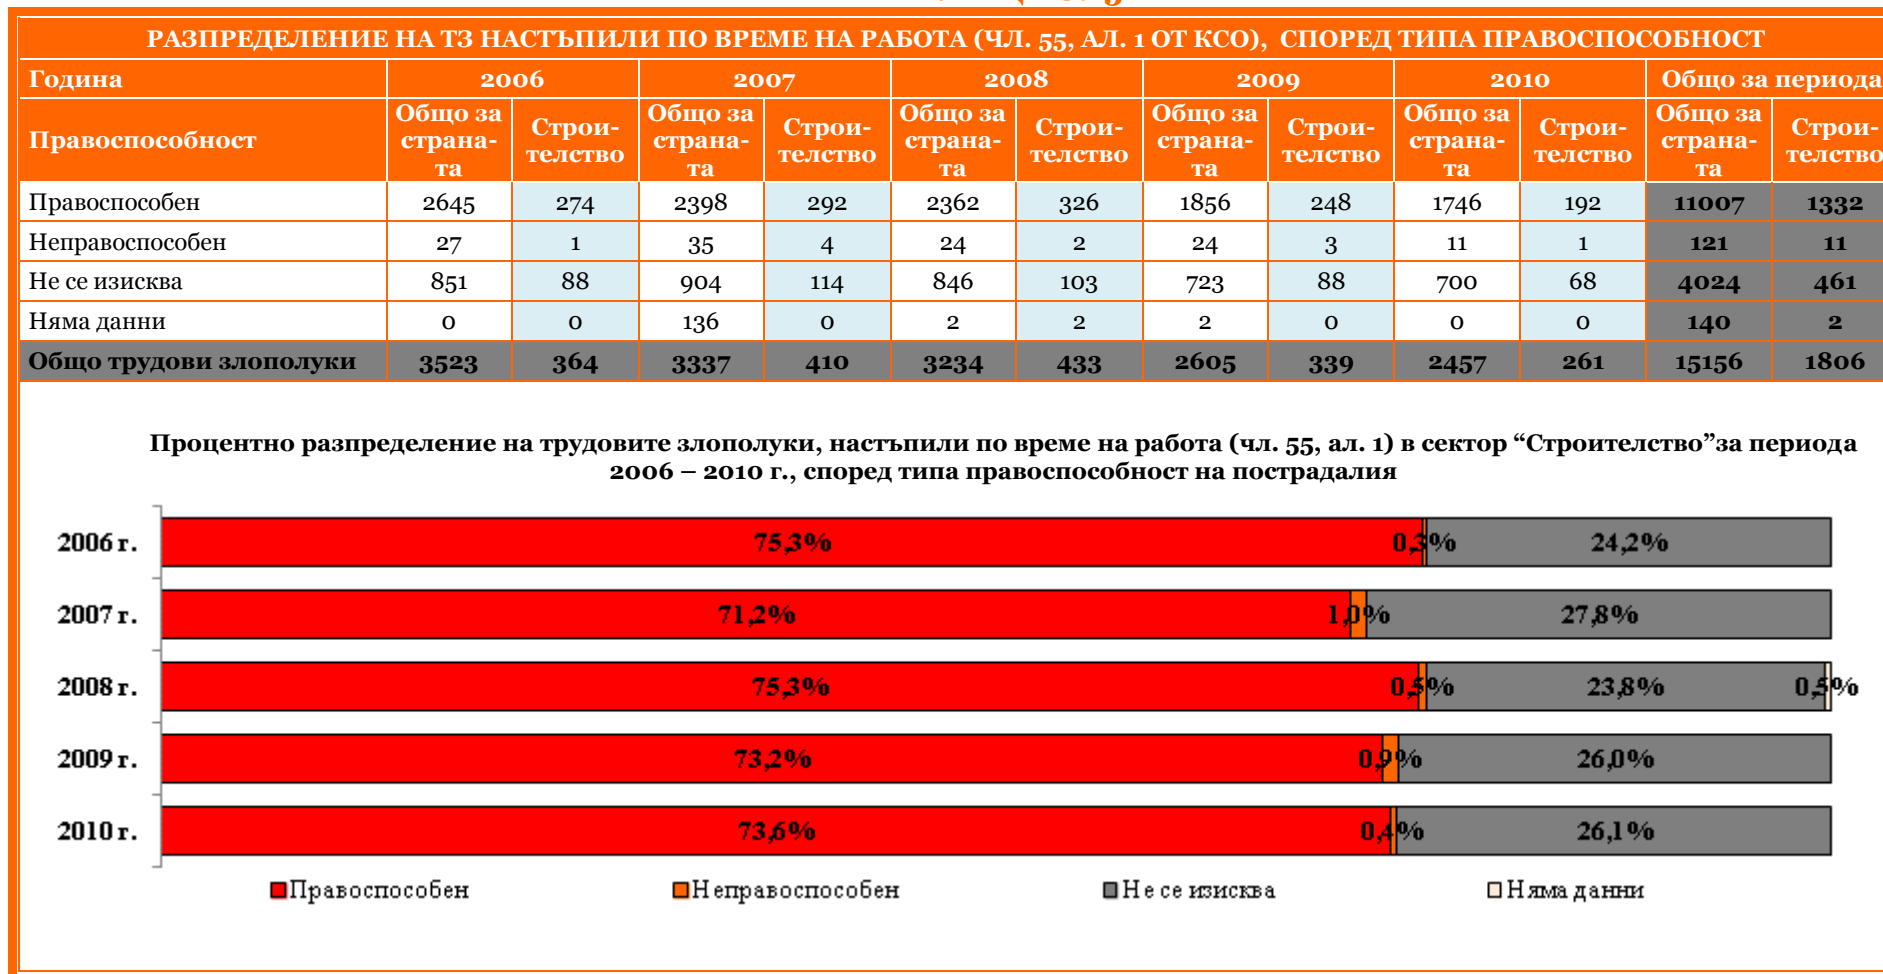 РАЗПРЕДЕЛЕНИЕ НА ТЗ НАСТЪПИЛИ ПО ВРЕМЕ НА РАБОТА (ЧЛ. 55, АЛ. 1 ОТ КСО), СПОРЕД ТИПА ПРАВОСПОСОБНОСТ
Година 2006 2007 2008 2009 2010 Общо за периода
Правоспособност Общо за страна-та Строи-телство Общо за страна-та Строи-телство Общо за страна-та Строи-телство Общо за страна-та Строи-телство Общо за страна-та Строи-телство Общо за страна-та Строи-телство
Правоспособен 2645 274 2398 292 2362 326 1856 248 1746 192 11007 1332
Неправоспособен 27 1 35 4 24 2 24 3 11 1 121 11
Не се изисква 851 88 904 114 846 103 723 88 700 68 4024 461
Няма данни 0 0 136 0 2 2 2 0 0 0 140 2
Общо трудови злополуки 3523 364 3337 410 3234 433 2605 339 2457 261 15156 1806
Процентно разпределение на трудовите злополуки, настъпили по време на работа (чл. 55, ал. 1) в сектор “Строителство”за периода
2006 – 2010 г., според типа правоспособност на пострадалия
2006 г. 75,3% 0,3% 24,2%
2007 г. 71,2% 1,0% 27,8%
2008 г. 75,3% 0,5% 23,8% 0,5%
2009 г. 73,2% 0,9% 26,0%
2010 г. 73,6% 0,4% 26,1%
Правоспособен Неправоспособен Не се изисква Няма данни